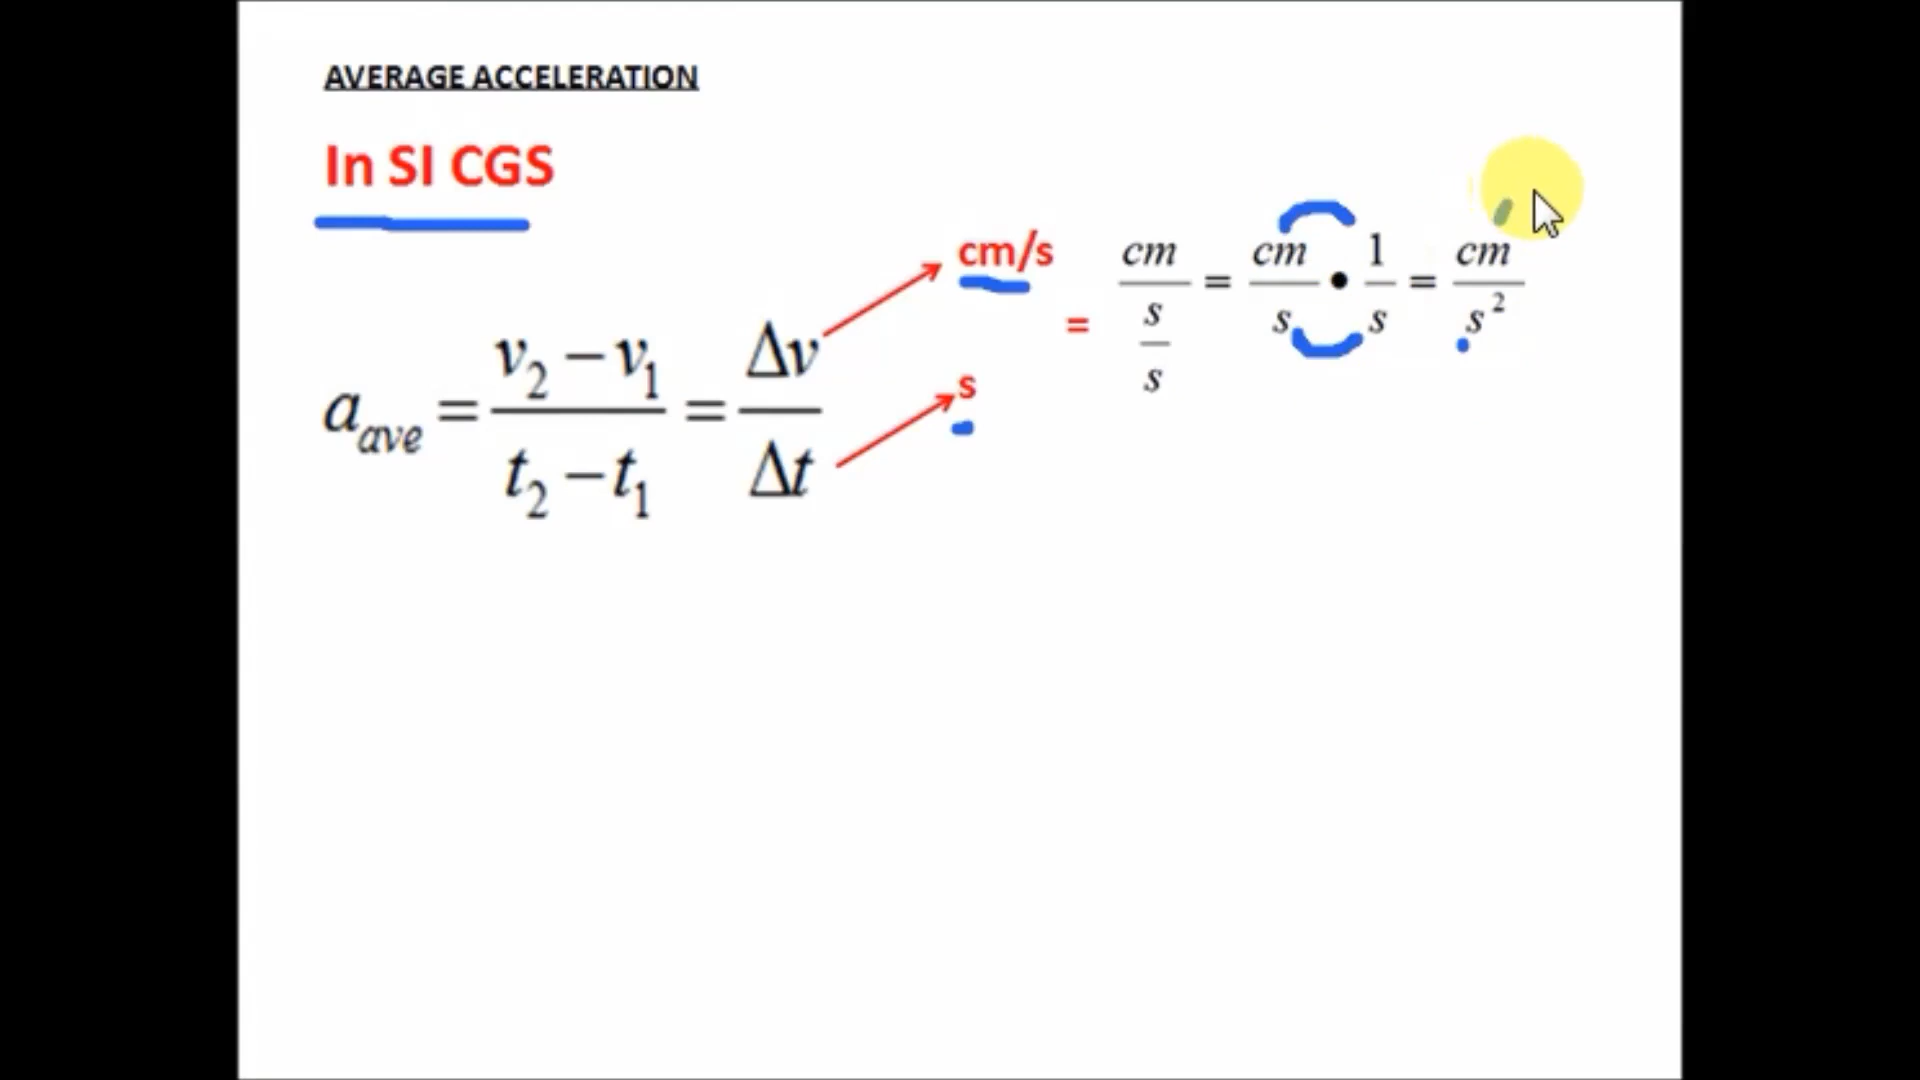 AVERAGE ACCELERATION
In SI CGS
a_ave = (v₂ − v₁)/(t₂ − t₁) = Δv/Δt
cm/s
s
= cm/(s/s) = cm/s • 1/s = cm/s²